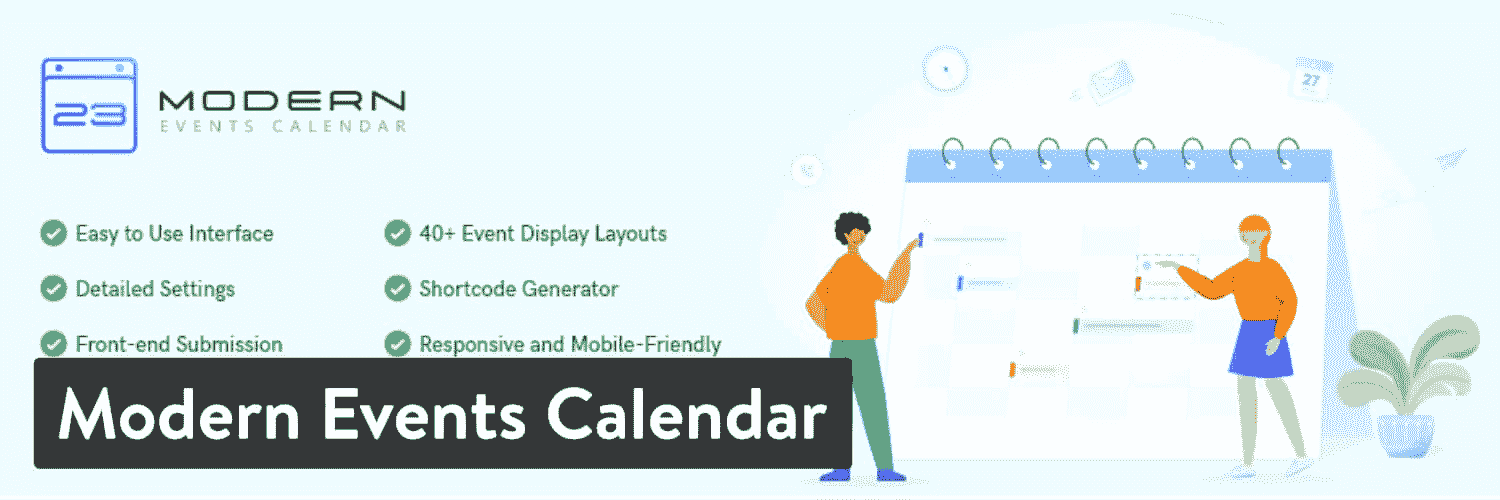 23
MODERN
EVENTS CALENDAR
27
Easy to Use Interface
40+ Event Display Layouts
Detailed Settings
Shortcode Generator
Front-end Submission
Responsive and Mobile-Friendly
Modern Events Calendar